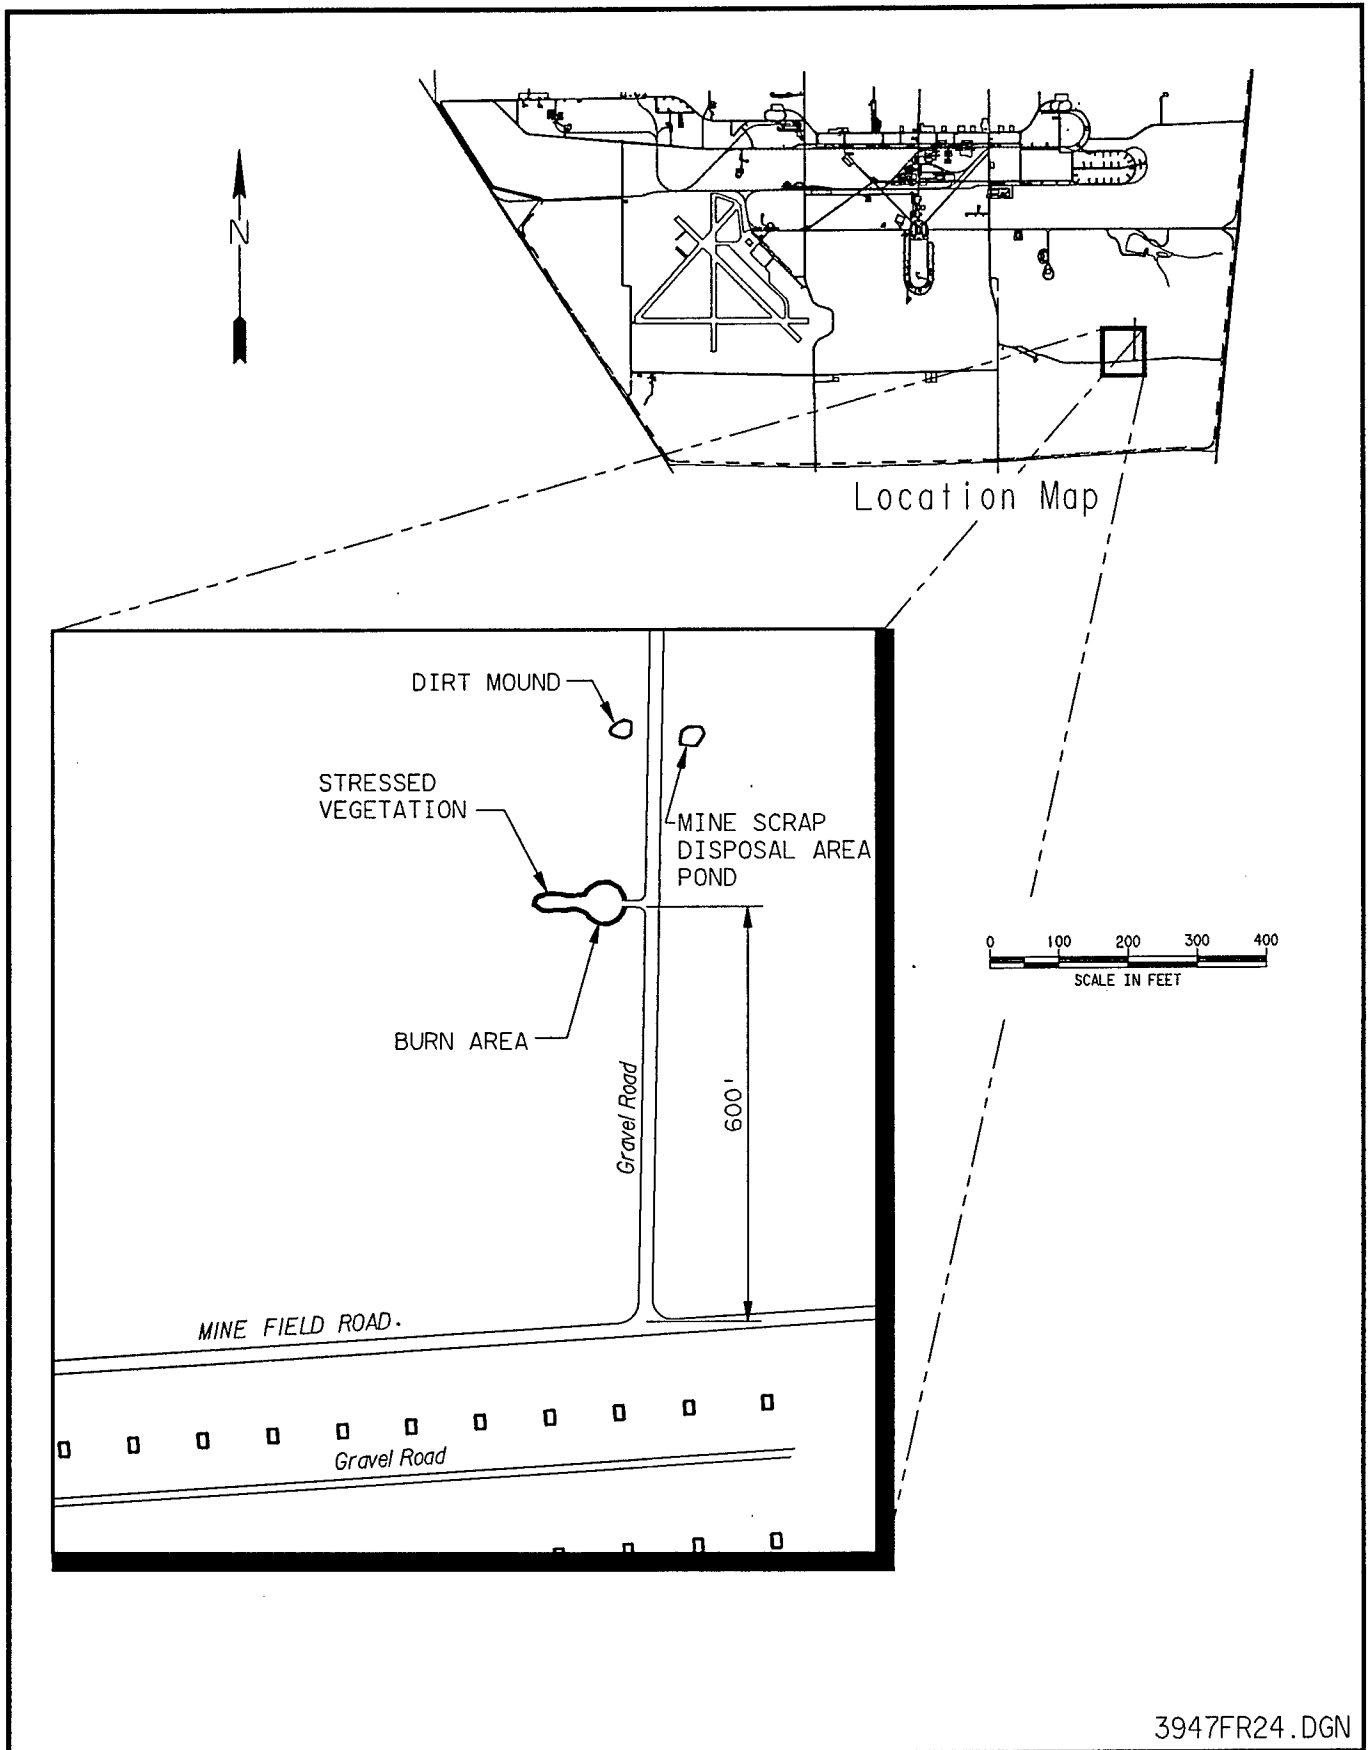 N
Location Map
DIRT MOUND
STRESSED
VEGETATION
MINE SCRAP
DISPOSAL AREA
POND
0 100 200 300 400
SCALE IN FEET
BURN AREA
Gravel Road
600'
MINE FIELD ROAD.
Gravel Road
3947FR24.DGN